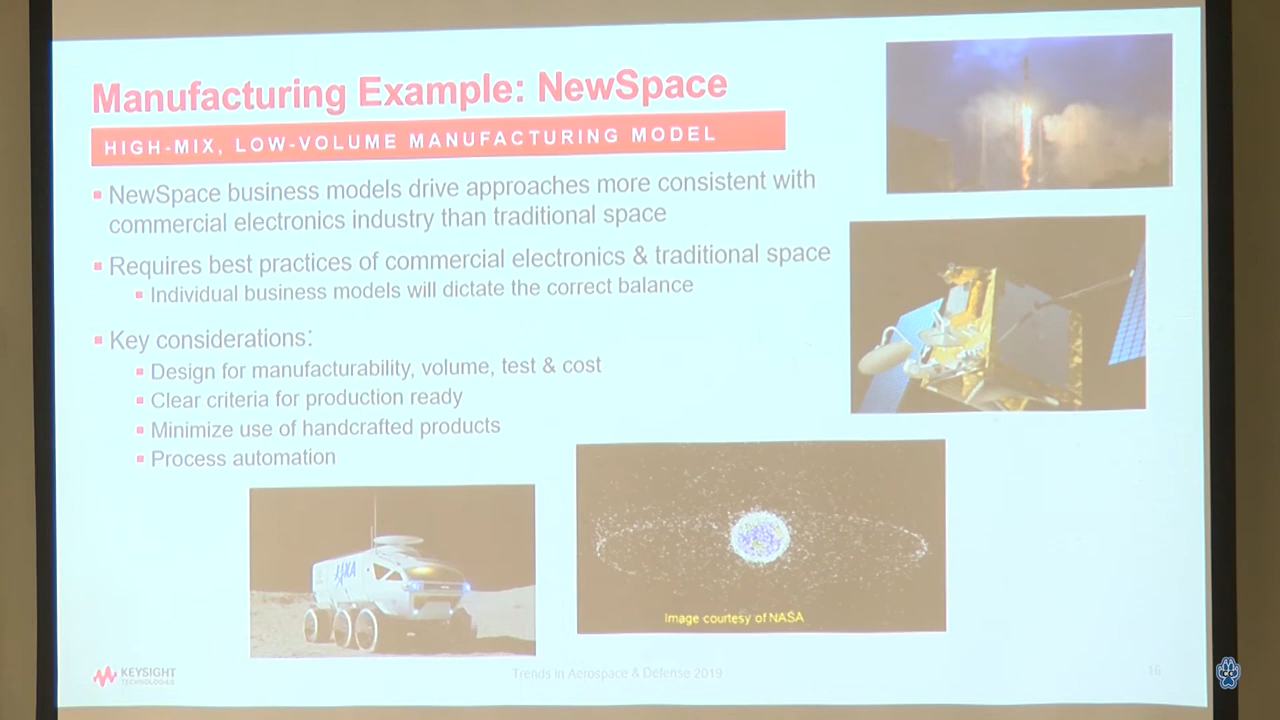 Manufacturing Example: NewSpace
HIGH-MIX, LOW-VOLUME MANUFACTURING MODEL
▪ NewSpace business models drive approaches more consistent with
commercial electronics industry than traditional space
▪ Requires best practices of commercial electronics & traditional space
▪ Individual business models will dictate the correct balance
▪ Key considerations:
▪ Design for manufacturability, volume, test & cost
▪ Clear criteria for production ready
▪ Minimize use of handcrafted products
▪ Process automation
JAXA
Image courtesy of NASA
KEYSIGHT
TECHNOLOGIES
Trends in Aerospace & Defense 2019
16